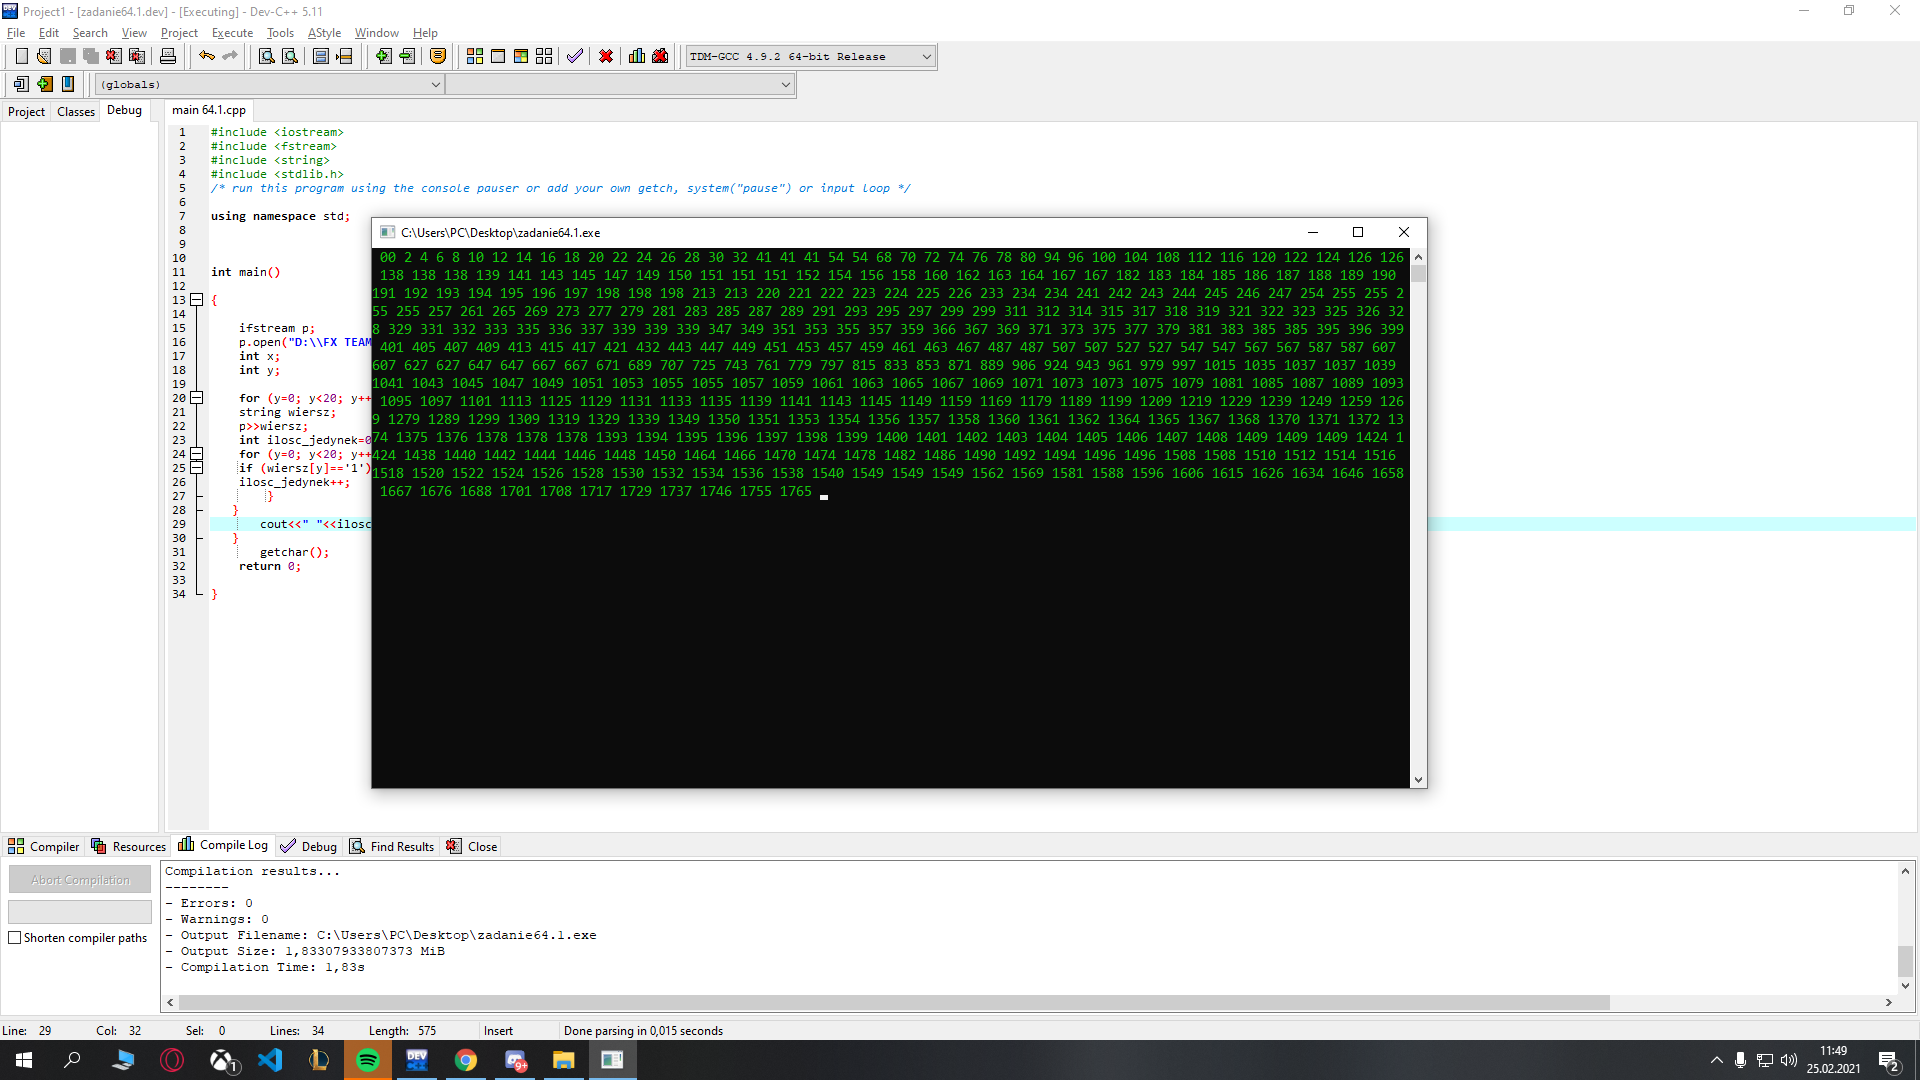 Project1 - [zadanie64.1.dev] - [Executing] - Dev-C++ 5.11
File Edit Search View Project Execute Tools AStyle Window Help
TDM-GCC 4.9.2 64-bit Release
(globals)
Project Classes Debug
main 64.1.cpp
1 #include <iostream>
2 #include <fstream>
3 #include <string>
4 #include <stdlib.h>
5 /* run this program using the console pauser or add your own getch, system("pause") or input loop */
6
7 using namespace std;
8
9
10
11 int main()
12
13 {
14
15 ifstream p;
16 p.open("D:\\FX TEAM
17 int x;
18 int y;
19
20 for (y=0; y<20; y++
21 string wiersz;
22 p>>wiersz;
23 int ilosc_jedynek=0
24 for (y=0; y<20; y++
25 if (wiersz[y]=='1')
26 ilosc_jedynek++;
27 }
28 }
29 cout<<" "<<ilosc
30 }
31 getchar();
32 return 0;
33
34 }
C:\Users\PC\Desktop\zadanie64.1.exe
00 2 4 6 8 10 12 14 16 18 20 22 24 26 28 30 32 41 41 41 54 54 68 70 72 74 76 78 80 94 96 100 104 108 112 116 120 122 124 126 126
138 138 138 139 141 143 145 147 149 150 151 151 151 152 154 156 158 160 162 163 164 167 167 182 183 184 185 186 187 188 189 190
191 192 193 194 195 196 197 198 198 198 213 213 220 221 222 223 224 225 226 233 234 234 241 242 243 244 245 246 247 254 255 255 2
55 255 257 261 265 269 273 277 279 281 283 285 287 289 291 293 295 297 299 299 311 312 314 315 317 318 319 321 322 323 325 326 32
8 329 331 332 333 335 336 337 339 339 339 347 349 351 353 355 357 359 366 367 369 371 373 375 377 379 381 383 385 385 395 396 399
401 405 407 409 413 415 417 421 432 443 447 449 451 453 457 459 461 463 467 487 487 507 507 527 527 547 547 567 567 587 587 607
607 627 627 647 647 667 667 671 689 707 725 743 761 779 797 815 833 853 871 889 906 924 943 961 979 997 1015 1035 1037 1037 1039
1041 1043 1045 1047 1049 1051 1053 1055 1055 1057 1059 1061 1063 1065 1067 1069 1071 1073 1073 1075 1079 1081 1085 1087 1089 1093
1095 1097 1101 1113 1125 1129 1131 1133 1135 1139 1141 1143 1145 1149 1159 1169 1179 1189 1199 1209 1219 1229 1239 1249 1259 126
9 1279 1289 1299 1309 1319 1329 1339 1349 1350 1351 1353 1354 1356 1357 1358 1360 1361 1362 1364 1365 1367 1368 1370 1371 1372 13
74 1375 1376 1378 1378 1378 1393 1394 1395 1396 1397 1398 1399 1400 1401 1402 1403 1404 1405 1406 1407 1408 1409 1409 1409 1424 1
424 1438 1440 1442 1444 1446 1448 1450 1464 1466 1470 1474 1478 1482 1486 1490 1492 1494 1496 1496 1508 1508 1510 1512 1514 1516
1518 1520 1522 1524 1526 1528 1530 1532 1534 1536 1538 1540 1549 1549 1549 1562 1569 1581 1588 1596 1606 1615 1626 1634 1646 1658
1667 1676 1688 1701 1708 1717 1729 1737 1746 1755 1765
Compiler Resources Compile Log Debug Find Results Close
Abort Compilation
Shorten compiler paths
Compilation results...
--------
- Errors: 0
- Warnings: 0
- Output Filename: C:\Users\PC\Desktop\zadanie64.1.exe
- Output Size: 1,83307933807373 MiB
- Compilation Time: 1,83s
Line: 29 Col: 32 Sel: 0 Lines: 34 Length: 575 Insert Done parsing in 0,015 seconds
DEV
1
9+
11:49
25.02.2021
2